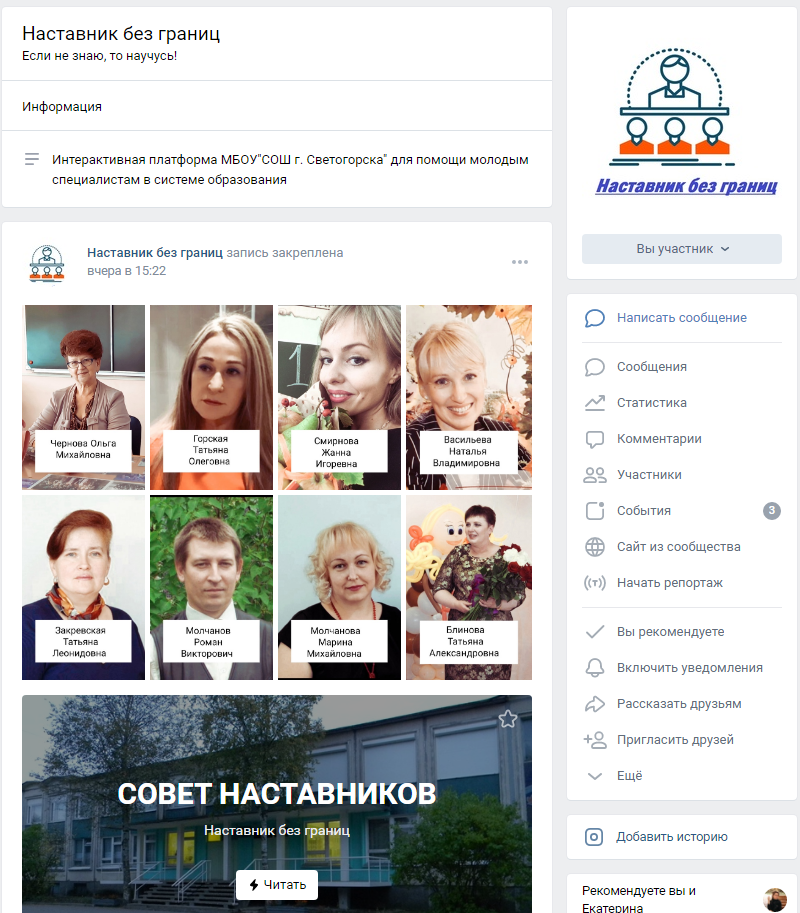 Наставник без границ
Если не знаю, то научусь!
Информация
Интерактивная платформа МБОУ"СОШ г. Светогорска" для помощи молодым
специалистам в системе образования
Наставник без границ запись закреплена
вчера в 15:22
Чернова Ольга
Михайловна
Горская
Татьяна
Олеговна
1
Смирнова
Жанна
Игоревна
Васильева
Наталья
Владимировна
Закревская
Татьяна
Леонидовна
Молчанов
Роман
Викторович
Молчанова
Марина
Михайловна
Блинова
Татьяна
Александровна
СОВЕТ НАСТАВНИКОВ
Наставник без границ
Читать
Наставник без границ
Вы участник
Написать сообщение
Сообщения
Статистика
Комментарии
Участники
События 3
Сайт из сообщества
Начать репортаж
Вы рекомендуете
Включить уведомления
Рассказать друзьям
Пригласить друзей
Ещё
Добавить историю
Рекомендуете вы и
Екатерина